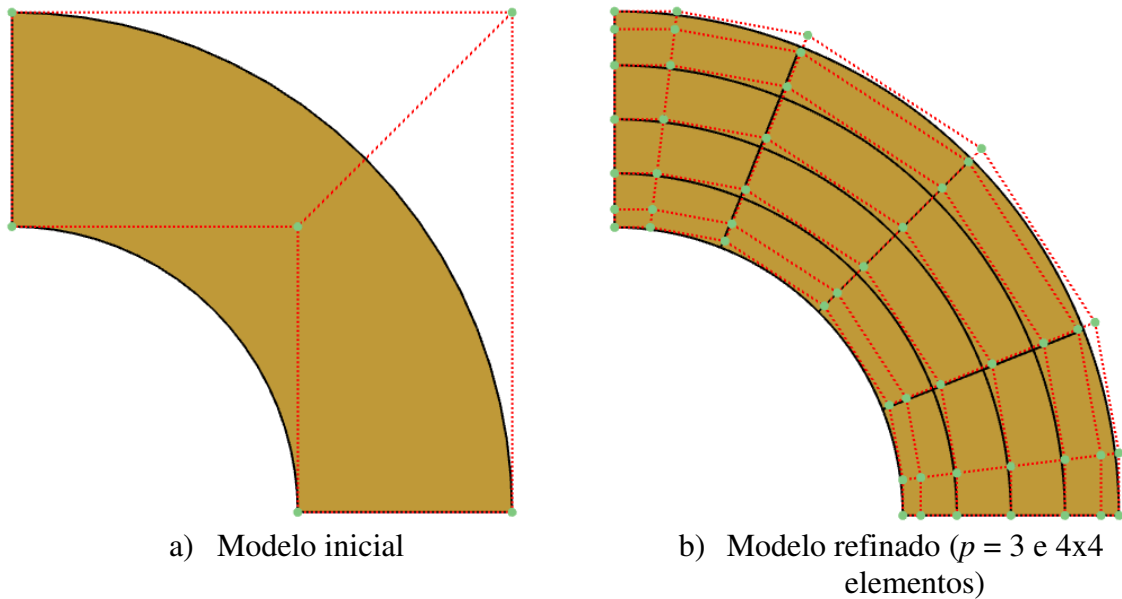 a) Modelo inicial
b) Modelo refinado (p = 3 e 4x4
elementos)